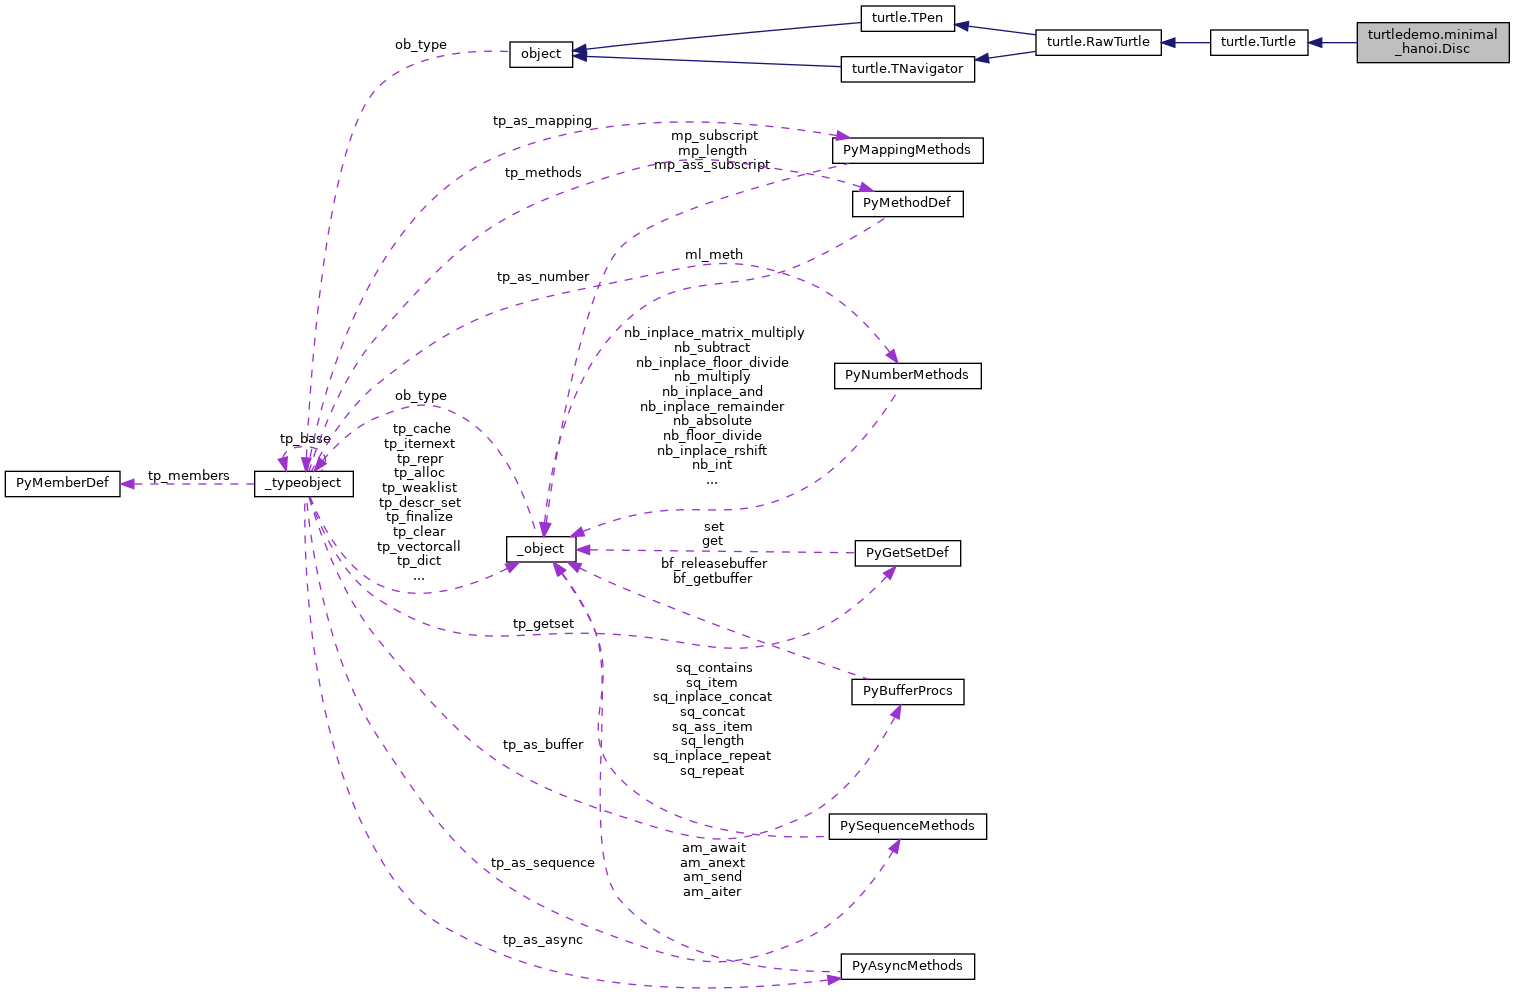 turtle.TPen
turtledemo.minimal
_hanoi.Disc
ob_type
object
turtle.RawTurtle
turtle.Turtle
turtle.TNavigator
tp_as_mapping
mp_subscript
mp_length
mp_ass_subscript
PyMappingMethods
tp_methods
PyMethodDef
ml_meth
tp_as_number
nb_inplace_matrix_multiply
nb_subtract
nb_inplace_floor_divide
nb_multiply
nb_inplace_and
nb_inplace_remainder
nb_absolute
nb_floor_divide
nb_inplace_rshift
nb_int
...
PyNumberMethods
ob_type
tp_base
tp_cache
tp_iternext
tp_repr
tp_alloc
tp_weaklist
tp_descr_set
tp_finalize
tp_clear
tp_vectorcall
tp_dict
...
PyMemberDef
tp_members
_typeobject
_object
set
get
PyGetSetDef
bf_releasebuffer
bf_getbuffer
tp_getset
sq_contains
sq_item
sq_inplace_concat
sq_concat
sq_ass_item
sq_length
sq_inplace_repeat
sq_repeat
PyBufferProcs
tp_as_buffer
PySequenceMethods
am_await
am_anext
am_send
am_aiter
tp_as_sequence
tp_as_async
PyAsyncMethods